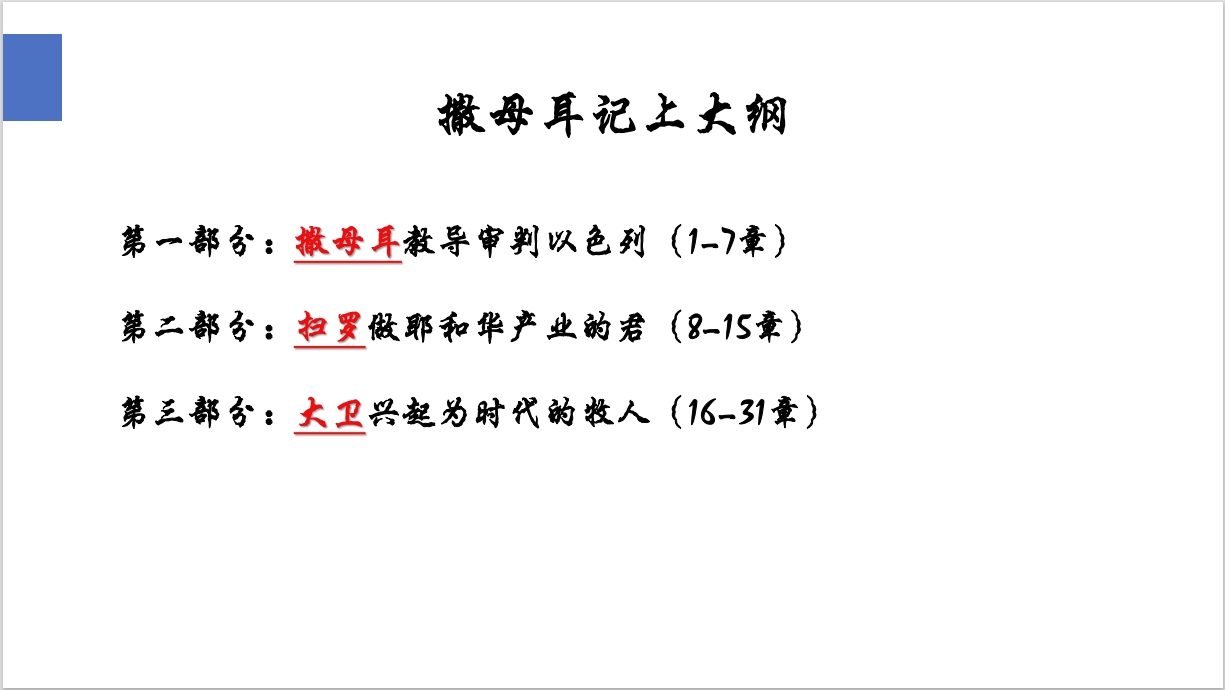 撒母耳记上大纲
第一部分：撒母耳教导审判以色列（1-7章）
第二部分：扫罗做耶和华产业的君（8-15章）
第三部分：大卫兴起为时代的牧人（16-31章）